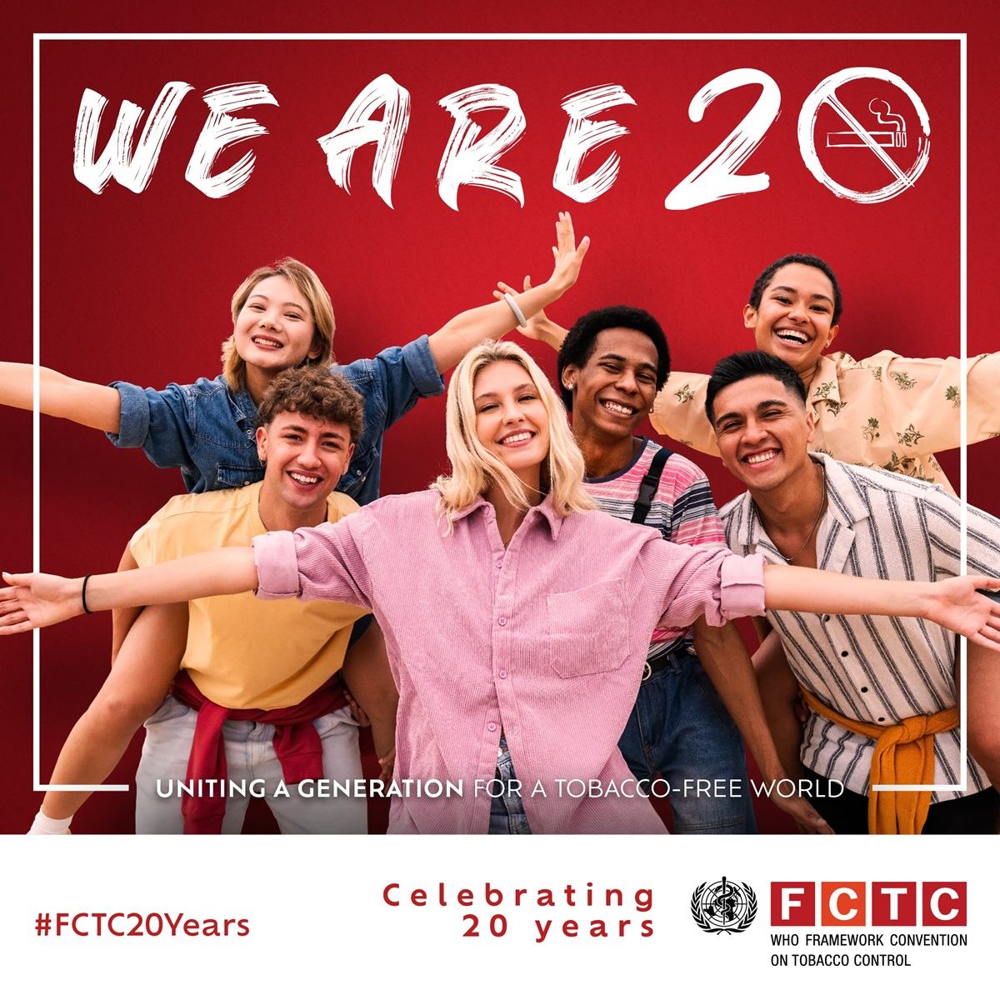 WE ARE 20
UNITING A GENERATION FOR A TOBACCO-FREE WORLD
#FCTC20Years
Celebrating
20 years
FCTC
WHO FRAMEWORK CONVENTION
ON TOBACCO CONTROL